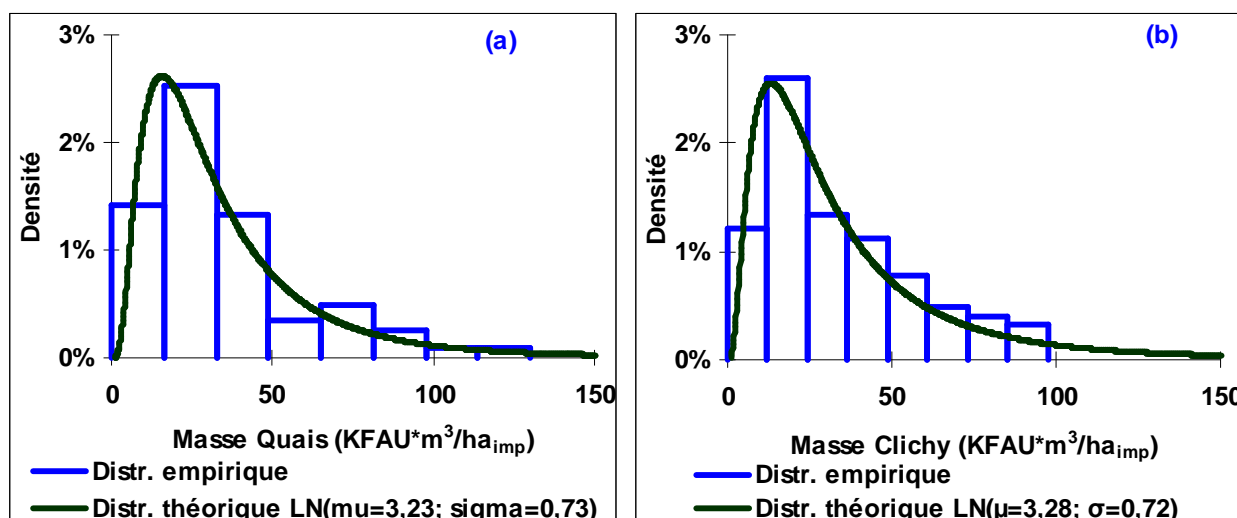 (a)
3%
2%
1%
0%
Densité
0 50 100 150
Masse Quais (KFAU*m³/haimp)
Distr. empirique
Distr. théorique LN(mu=3,23; sigma=0,73)
(b)
3%
2%
1%
0%
Densité
0 50 100 150
Masse Clichy (KFAU*m³/haimp)
Distr. empirique
Distr. théorique LN(μ=3,28; σ=0,72)